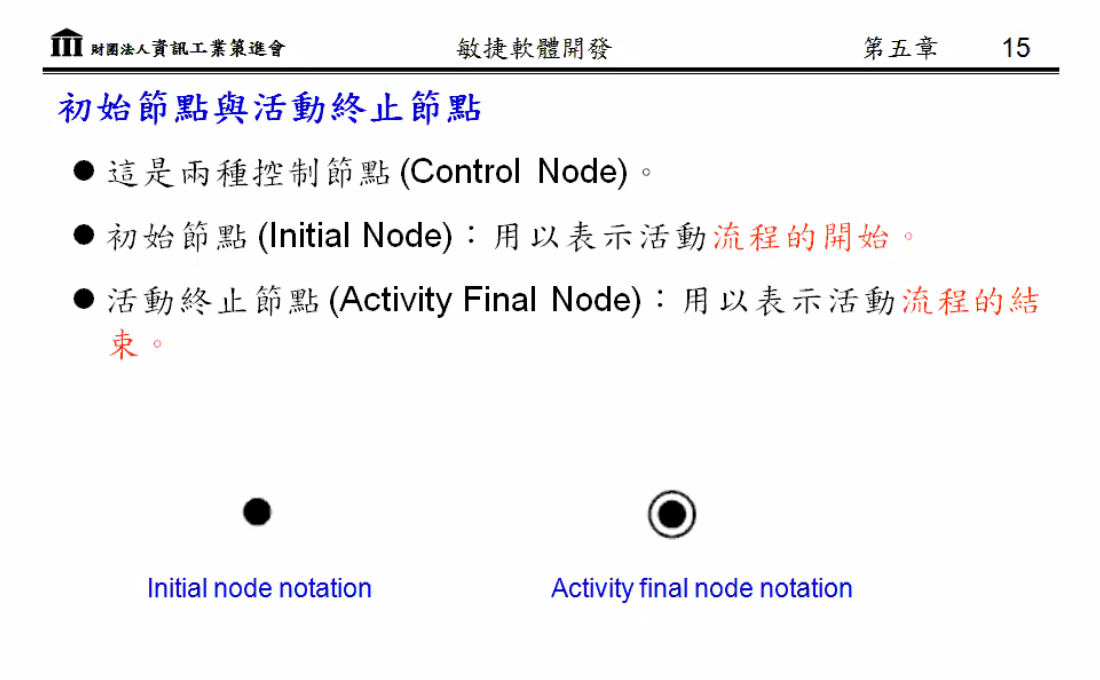 財團法人資訊工業策進會 敏捷軟體開發 第五章 15
初始節點與活動終止節點
● 這是兩種控制節點 (Control Node)。
● 初始節點 (Initial Node)：用以表示活動流程的開始。
● 活動終止節點 (Activity Final Node)：用以表示活動流程的結
束。
Initial node notation Activity final node notation